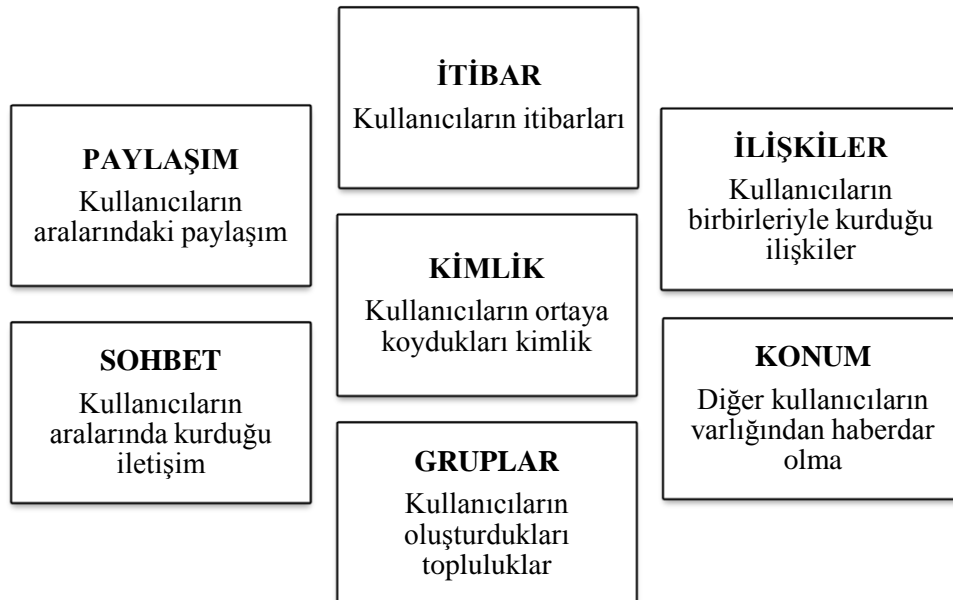 İTİBAR
Kullanıcıların itibarları
PAYLAŞIM
Kullanıcıların
aralarındaki paylaşım
İLİŞKİLER
Kullanıcıların
birbirleriyle kurduğu
ilişkiler
KİMLİK
Kullanıcıların ortaya
koydukları kimlik
SOHBET
Kullanıcıların
aralarında kurduğu
iletişim
KONUM
Diğer kullanıcıların
varlığından haberdar
olma
GRUPLAR
Kullanıcıların
oluşturdukları
topluluklar